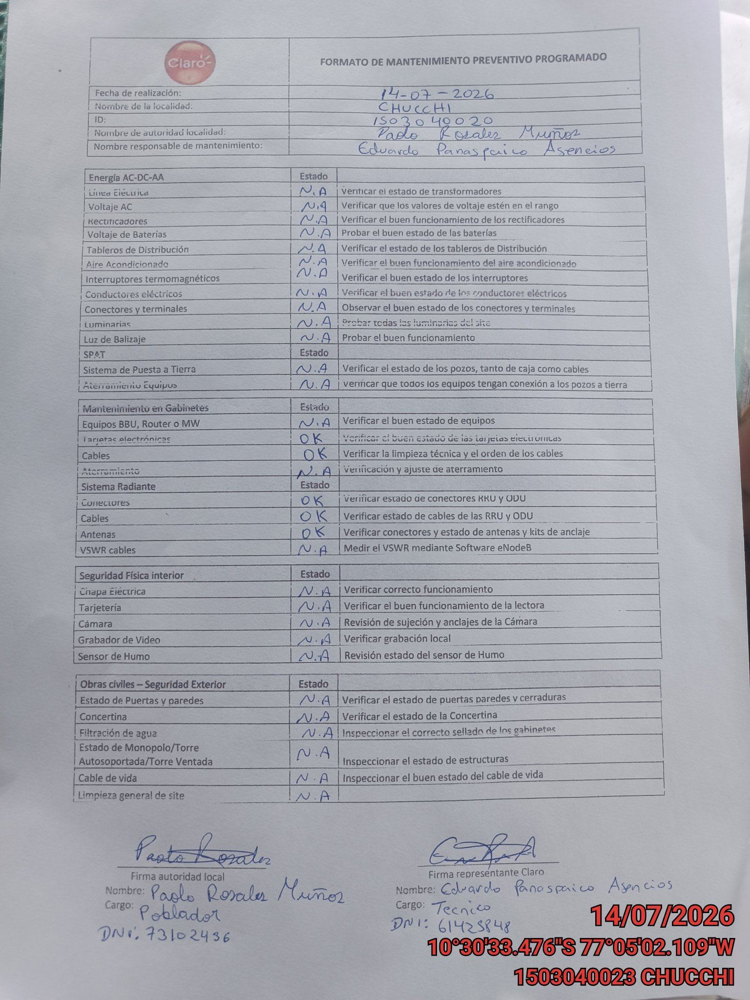 Claro
FORMATO DE MANTENIMIENTO PREVENTIVO PROGRAMADO
Fecha de realización: 14-07-2026
Nombre de la localidad: CHUCCHI
ID: 1503040020
Nombre de autoridad localidad: Paolo Rosales Muñoz
Nombre responsable de mantenimiento: Eduardo Panaspaico Asencios
Energía AC-DC-AA Estado
Línea Eléctrica N.A Verificar el estado de transformadores
Voltaje AC N.A Verificar que los valores de voltaje estén en el rango
Rectificadores N.A Verificar el buen funcionamiento de los rectificadores
Voltaje de Baterías N.A Probar el buen estado de las baterías
Tableros de Distribución N.A Verificar el estado de los tableros de Distribución
Aire Acondicionado N.A Verificar el buen funcionamiento del aire acondicionado
Interruptores termomagnéticos N.A Verificar el buen estado de los interruptores
Conductores eléctricos N.A Verificar el buen estado de los conductores eléctricos
Conectores y terminales N.A Observar el buen estado de los conectores y terminales
Luminarias N.A Probar todas las luminarias del site
Luz de Balizaje N.A Probar el buen funcionamiento
SPAT Estado
Sistema de Puesta a Tierra N.A Verificar el estado de los pozos, tanto de caja como cables
Aterramiento Equipos N.A Verificar que todos los equipos tengan conexión a los pozos a tierra
Mantenimiento en Gabinetes Estado
Equipos BBU, Router o MW N.A Verificar el buen estado de equipos
Tarjetas electrónicas OK Verificar el buen estado de las tarjetas electrónicas
Cables OK Verificar la limpieza técnica y el orden de los cables
Aterramiento N.A Verificación y ajuste de aterramiento
Sistema Radiante Estado
Conectores OK Verificar estado de conectores RRU y ODU
Cables OK Verificar estado de cables de las RRU y ODU
Antenas OK Verificar conectores y estado de antenas y kits de anclaje
VSWR cables N.A Medir el VSWR mediante Software eNodeB
Seguridad Física interior Estado
Chapa Eléctrica N.A Verificar correcto funcionamiento
Tarjetería N.A Verificar el buen funcionamiento de la lectora
Cámara N.A Revisión de sujeción y anclajes de la Cámara
Grabador de Video N.A Verificar grabación local
Sensor de Humo N.A Revisión estado del sensor de Humo
Obras civiles – Seguridad Exterior Estado
Estado de Puertas y paredes N.A Verificar el estado de puertas paredes y cerraduras
Concertina N.A Verificar el estado de la Concertina
Filtración de agua N.A Inspeccionar el correcto sellado de los gabinetes
Estado de Monopolo/Torre
Autosoportada/Torre Ventada N.A Inspeccionar el estado de estructuras
Cable de vida N.A Inspeccionar el buen estado del cable de vida
Limpieza general de site N.A
Paolo Rosales
Firma autoridad local Firma representante Claro
Nombre: Paolo Rosales Muñoz Nombre: Eduardo Panaspaico Asencios
Cargo: Poblador Cargo: Tecnico
DNi: 73102496 DNI: 61425848
14/07/2026
10°30'33.476"S 77°05'02.109"W
1503040023 CHUCCHI